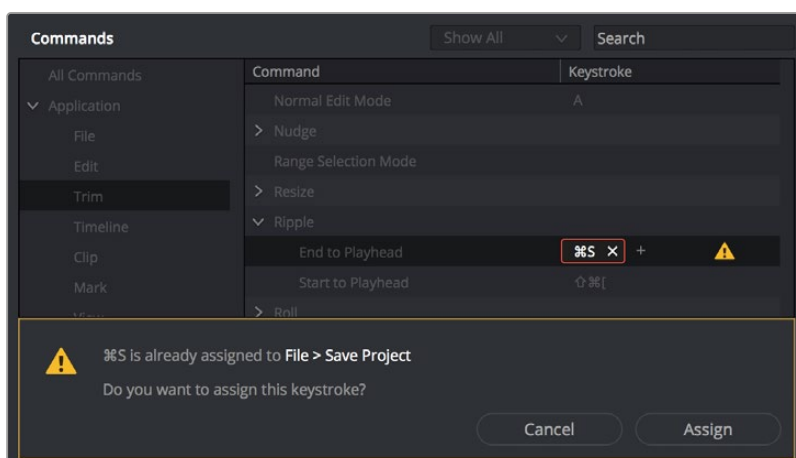 Commands
Show All
Search
All Commands
Application
File
Edit
Trim
Timeline
Clip
Mark
View
Command
Keystroke
Normal Edit Mode
A
Nudge
Range Selection Mode
Resize
Ripple
End to Playhead
⌘S ✕ +
Start to Playhead
⇧⌘[
Roll
⌘S is already assigned to File > Save Project
Do you want to assign this keystroke?
Cancel
Assign